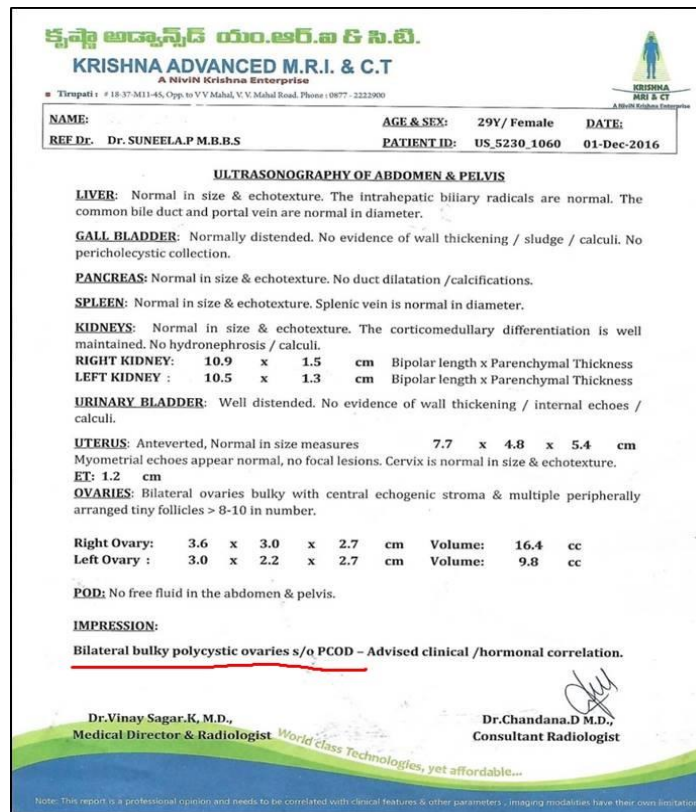 కృష్ణా అడ్వాన్స్‌డ్ యం.ఆర్.ఐ & సి.టి.
KRISHNA ADVANCED M.R.I. & C.T
A NiviN Krishna Enterprise
Tirupati : # 18-37-M11-45, Opp. to V V Mahal, V. V. Mahal Road. Phone : 0877 - 2222900
KRISHNA
MRI & CT
A NiviN Krishna Enterprise
NAME: AGE & SEX: 29Y/ Female DATE:
REF Dr. Dr. SUNEELA.P M.B.B.S PATIENT ID: US_5230_1060 01-Dec-2016
ULTRASONOGRAPHY OF ABDOMEN & PELVIS
LIVER: Normal in size & echotexture. The intrahepatic biliary radicals are normal. The
common bile duct and portal vein are normal in diameter.
GALL BLADDER: Normally distended. No evidence of wall thickening / sludge / calculi. No
pericholecystic collection.
PANCREAS: Normal in size & echotexture. No duct dilatation /calcifications.
SPLEEN: Normal in size & echotexture. Splenic vein is normal in diameter.
KIDNEYS: Normal in size & echotexture. The corticomedullary differentiation is well
maintained. No hydronephrosis / calculi.
RIGHT KIDNEY: 10.9 x 1.5 cm Bipolar length x Parenchymal Thickness
LEFT KIDNEY : 10.5 x 1.3 cm Bipolar length x Parenchymal Thickness
URINARY BLADDER: Well distended. No evidence of wall thickening / internal echoes /
calculi.
UTERUS: Anteverted, Normal in size measures 7.7 x 4.8 x 5.4 cm
Myometrial echoes appear normal, no focal lesions. Cervix is normal in size & echotexture.
ET: 1.2 cm
OVARIES: Bilateral ovaries bulky with central echogenic stroma & multiple peripherally
arranged tiny follicles > 8-10 in number.
Right Ovary: 3.6 x 3.0 x 2.7 cm Volume: 16.4 cc
Left Ovary : 3.0 x 2.2 x 2.7 cm Volume: 9.8 cc
POD: No free fluid in the abdomen & pelvis.
IMPRESSION:
Bilateral bulky polycystic ovaries s/o PCOD – Advised clinical /hormonal correlation.
Dr.Vinay Sagar.K, M.D., Dr.Chandana.D M.D.,
Medical Director & Radiologist Consultant Radiologist
World class Technologies, yet affordable...
Note: This report is a professional opinion and needs to be correlated with clinical features & other parameters , imaging modalities have their own limitation